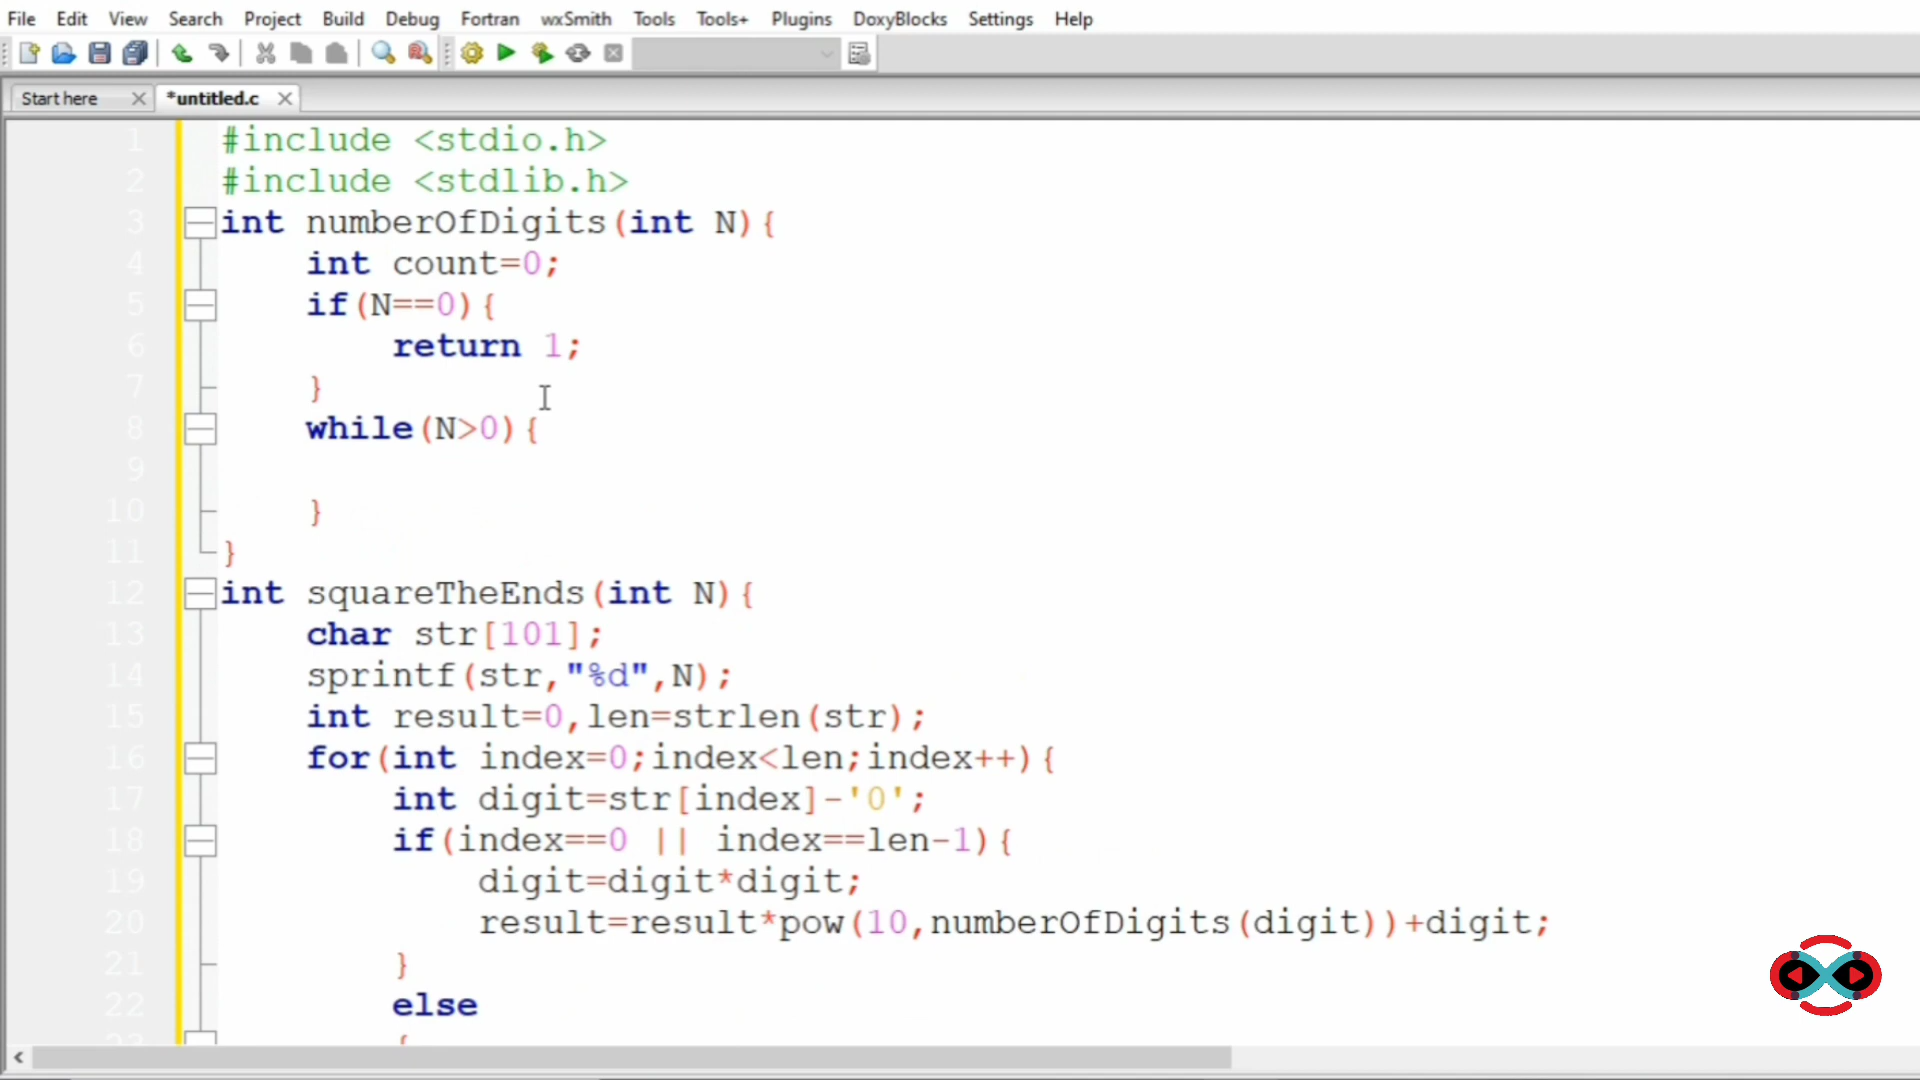 File Edit View Search Project Build Debug Fortran wxSmith Tools Tools+ Plugins DoxyBlocks Settings Help
Start here *untitled.c
1 #include <stdio.h>
2 #include <stdlib.h>
3 int numberOfDigits(int N){
4 int count=0;
5 if(N==0){
6 return 1;
7 }
8 while(N>0){
9
10 }
11 }
12 int squareTheEnds(int N){
13 char str[101];
14 sprintf(str,"%d",N);
15 int result=0,len=strlen(str);
16 for(int index=0;index<len;index++){
17 int digit=str[index]-'0';
18 if(index==0 || index==len-1){
19 digit=digit*digit;
20 result=result*pow(10,numberOfDigits(digit))+digit;
21 }
22 else
23 {